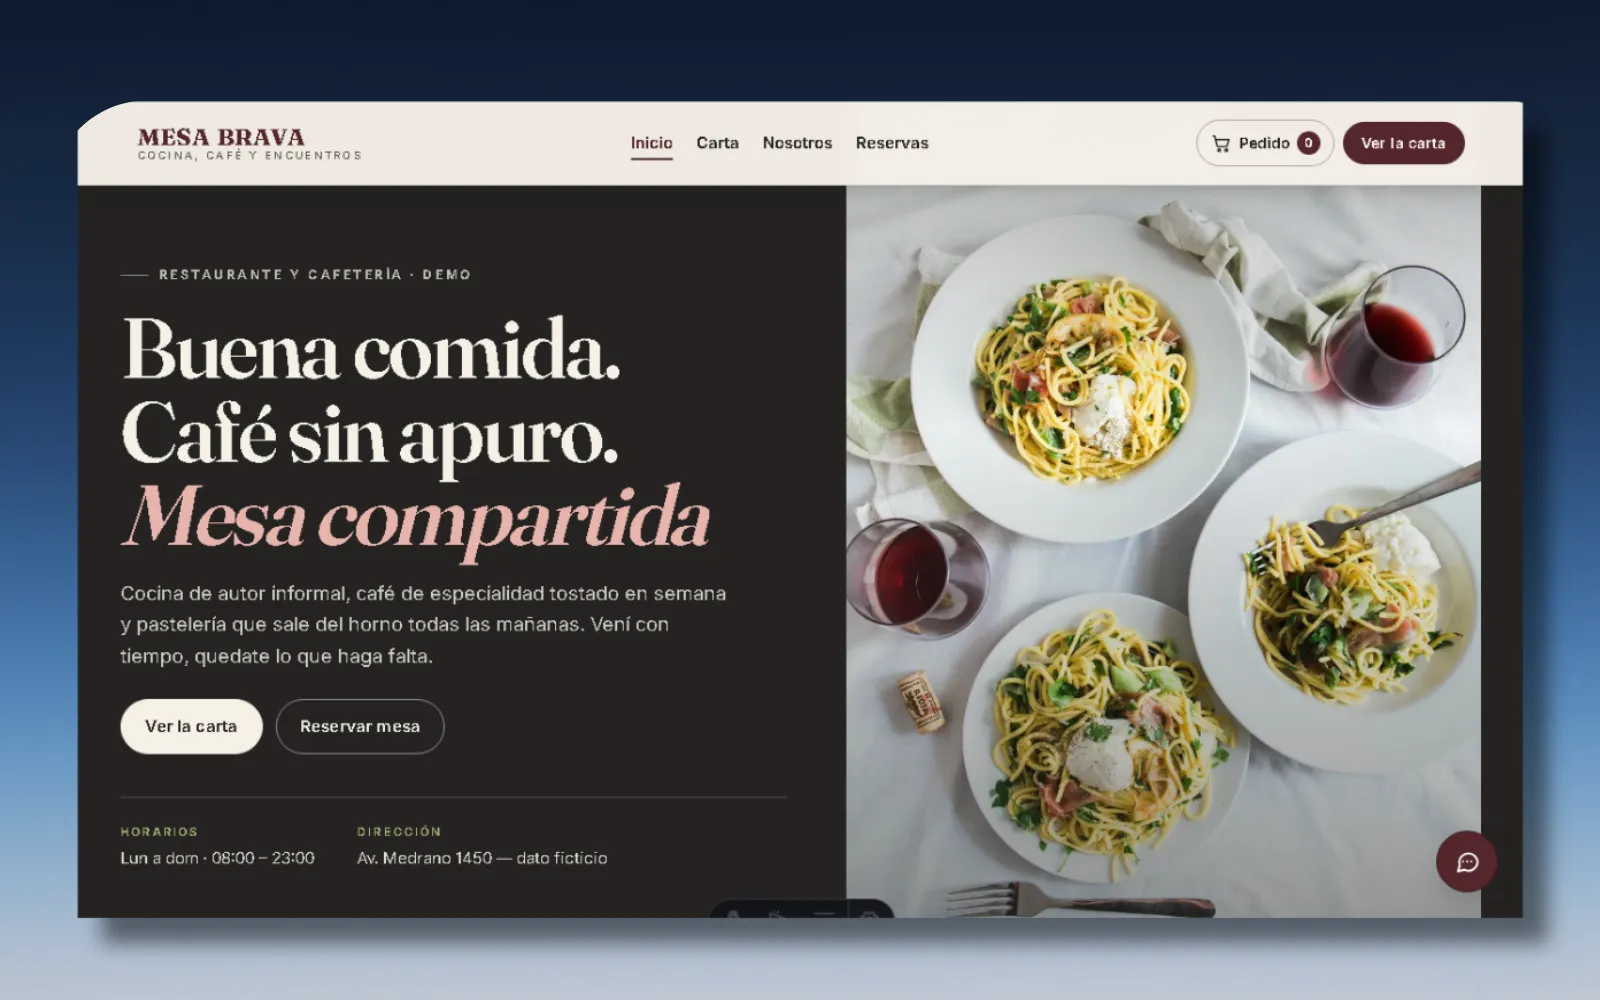 MESA BRAVA
COCINA, CAFÉ Y ENCUENTROS
Inicio
Carta
Nosotros
Reservas
Pedido 0
Ver la carta
RESTAURANTE Y CAFETERÍA · DEMO
Buena comida.
Café sin apuro.
Mesa compartida
Cocina de autor informal, café de especialidad tostado en semana
y pastelería que sale del horno todas las mañanas. Vení con
tiempo, quedate lo que haga falta.
Ver la carta
Reservar mesa
HORARIOS
Lun a dom · 08:00 – 23:00
DIRECCIÓN
Av. Medrano 1450 — dato ficticio